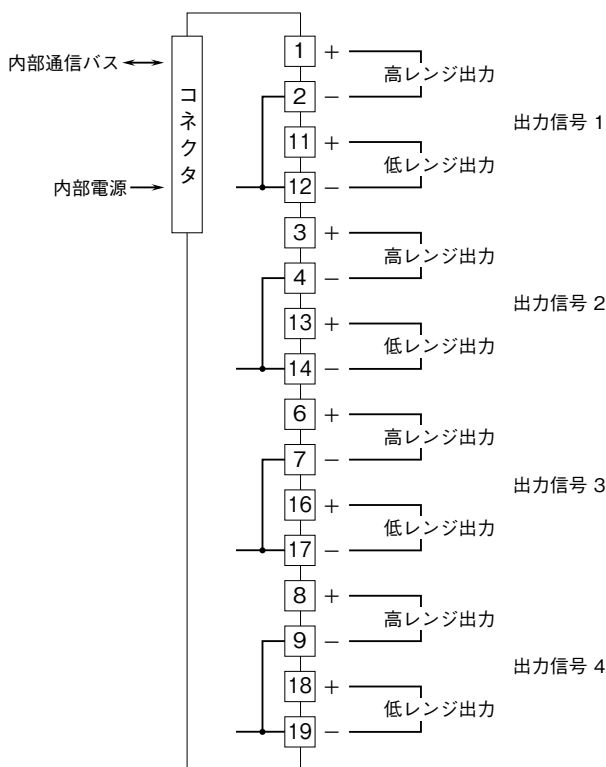 内部通信バス
コネクタ
内部電源
1 +
高レンジ出力
2 −
出力信号 1
11 +
低レンジ出力
12 −
3 +
高レンジ出力
4 −
出力信号 2
13 +
低レンジ出力
14 −
6 +
高レンジ出力
7 −
出力信号 3
16 +
低レンジ出力
17 −
8 +
高レンジ出力
9 −
出力信号 4
18 +
低レンジ出力
19 −